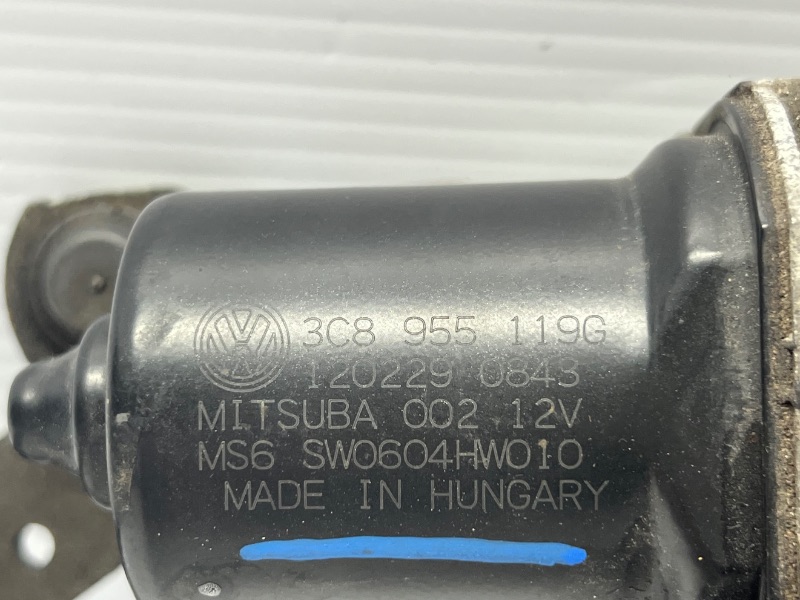 3C8 955 119G
120229 0843
MITSUBA 002 12V
MS6 SW0604HW010
MADE IN HUNGARY